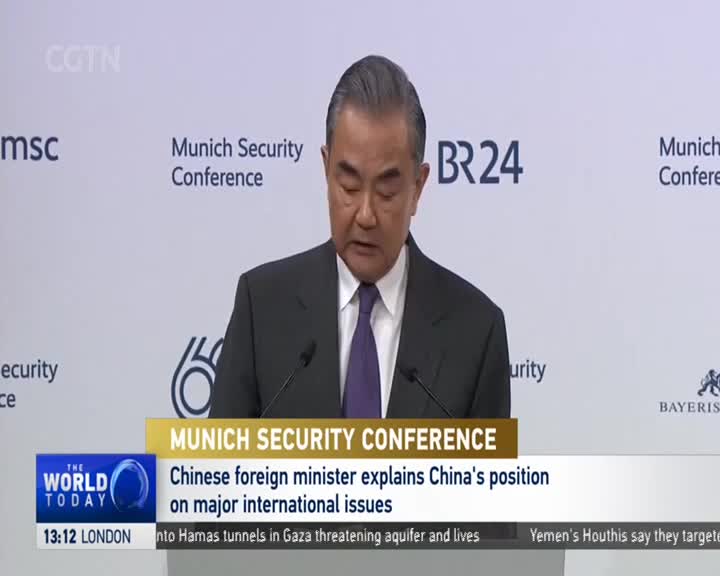 CGTN
msc
Munich Security
Conference
BR24
Munich
Confere
ecurity
ce
60
urity
BAYERIS
MUNICH SECURITY CONFERENCE
THE
WORLD
TODAY
Chinese foreign minister explains China's position
on major international issues
13:12 LONDON
nto Hamas tunnels in Gaza threatening aquifer and lives
Yemen's Houthis say they targete